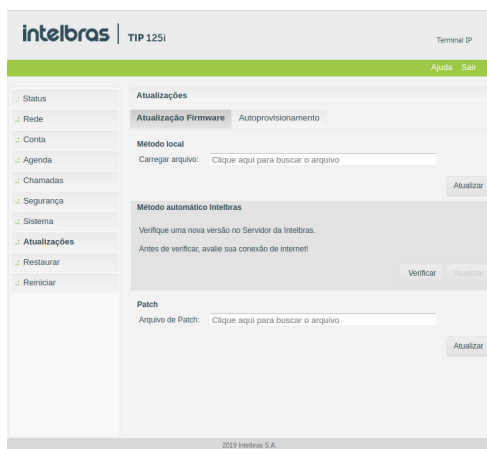 intelbras TIP 125i
Terminal IP
Ajuda Sair
.: Status
.: Rede
.: Conta
.: Agenda
.: Chamadas
.: Segurança
.: Sistema
.: Atualizações
.: Restaurar
.: Reiniciar
Atualizações
Atualização Firmware Autoprovisionamento
Método local
Carregar arquivo: Clique aqui para buscar o arquivo
Atualizar
Método automático Intelbras
Verifique uma nova versão no Servidor da Intelbras.
Antes de verificar, avalie sua conexão de internet!
Verificar Atualizar
Patch
Arquivo de Patch: Clique aqui para buscar o arquivo
Atualizar
2019 Intelbras S.A.